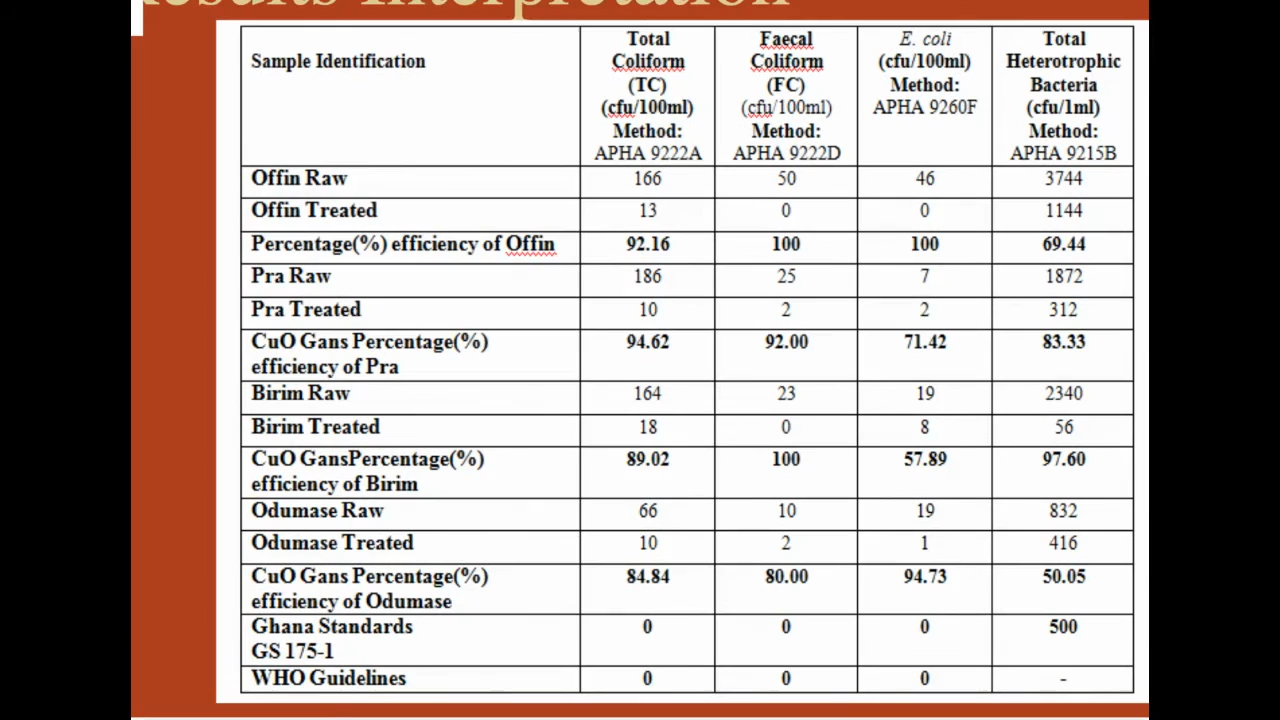 Results Interpretation
Sample Identification
Total
Coliform
(TC)
(cfu/100ml)
Method:
APHA 9222A
Faecal
Coliform
(FC)
(cfu/100ml)
Method:
APHA 9222D
E. coli
(cfu/100ml)
Method:
APHA 9260F
Total
Heterotrophic
Bacteria
(cfu/1ml)
Method:
APHA 9215B
Offin Raw 166 50 46 3744
Offin Treated 13 0 0 1144
Percentage(%) efficiency of Offin 92.16 100 100 69.44
Pra Raw 186 25 7 1872
Pra Treated 10 2 2 312
CuO Gans Percentage(%) 94.62 92.00 71.42 83.33
efficiency of Pra
Birim Raw 164 23 19 2340
Birim Treated 18 0 8 56
CuO GansPercentage(%) 89.02 100 57.89 97.60
efficiency of Birim
Odumase Raw 66 10 19 832
Odumase Treated 10 2 1 416
CuO Gans Percentage(%) 84.84 80.00 94.73 50.05
efficiency of Odumase
Ghana Standards 0 0 0 500
GS 175-1
WHO Guidelines 0 0 0 -